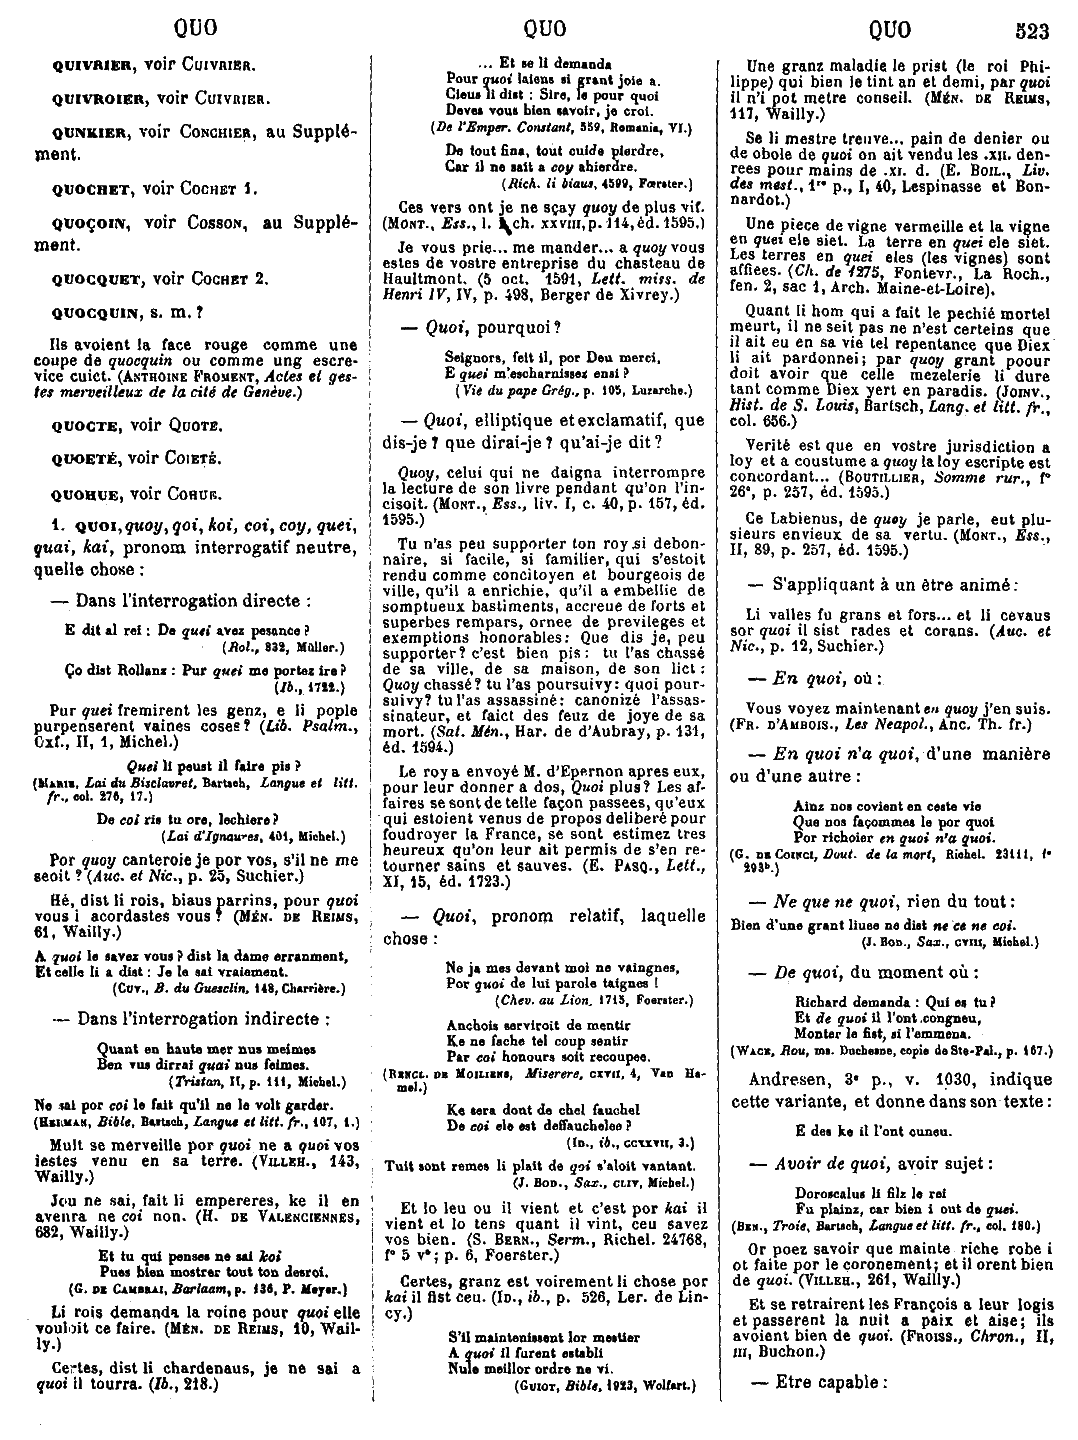 QUO QUO QUO 523
QUIVRIER, voir CUIVRIER.
QUIVROIER, voir CUIVRIER.
QUNKIER, voir CONCHIER, au Supplé-
ment.
QUOCHET, voir COCHET 1.
QUOÇOIN, voir COSSON, au Supplé-
ment.
QUOCQUET, voir COCHET 2.
QUOCQUIN, s. m. ?
Ils avoient la face rouge comme une
coupe de quocquin ou comme ung escre-
vice cuict. (ANTHOINE FROMENT, Actes et ges-
tes merveilleux de la cité de Genève.)
QUOCTE, voir QUOTE.
QUOETÉ, voir COIETÉ.
QUOHUE, voir COHUE.
1. QUOI, quoy, qoi, koi, coi, coy, quei,
quai, kai, pronom interrogatif neutre,
quelle chose :
— Dans l'interrogation directe :
E dit al rei : De quei avez pesance ?
(Rol., 832, Müller.)
Ço dist Rollanz : Pur quei me portez ire ?
(Ib., 1722.)
Pur quei fremirent les genz, e li pople
purpenserent vaines coses ? (Lib. Psalm.,
Oxf., II, 1, Michel.)
Quei li peust il faire pis ?
(MARIE, Lai du Bisclavret, Bartsch, Langue et litt.
fr., col. 276, 17.)
De coi ris tu ore, lechiere ?
(Lai d'Ignaures, 401, Michel.)
Por quoy canteroie je por vos, s'il ne me
seoit ? (Auc. et Nic., p. 25, Suchier.)
Hé, dist li rois, biaus parrins, pour quoi
vous i acordastes vous ? (MÉN. DE REIMS,
61, Wailly.)
A quoi le savez vous ? dist la dame erranment,
Et celle li a dist : Je le sai vraiement.
(CUV., B. du Guesclin, 148, Charrière.)
— Dans l'interrogation indirecte :
Quant en haute mer nus meimes
Ben vus dirrai quai nus feimes.
(Tristan, II, p. 111, Michel.)
Ne sai por coi le fait qu'il ne le volt garder.
(HERMAN, Bible, Bartsch, Langue et litt. fr., 107, 1.)
Mult se merveille por quoi ne a quoi vos
iestes venu en sa terre. (VILLEH., 143,
Wailly.)
Jou ne sai, fait li empereres, ke il en
avenra ne coi non. (H. DE VALENCIENNES,
682, Wailly.)
Et tu qui penses ne sai koi
Pues bien mostrer tout ton desroi.
(G. DE CAMBRAI, Barlaam, p. 136, P. Meyer.)
Li rois demanda la roine pour quoi elle
vouloit ce faire. (MÉN. DE REIMS, 10, Wail-
ly.)
Certes, dist li chardenaus, je ne sai a
quoi il tourra. (Ib., 218.)
... Et se li demanda
Pour quoi laiens si grant joie a.
Cieus li dist : Sire, le pour quoi
Deves vous bien savoir, je croi.
(De l'Emper. Constant, 559, Romania, VI.)
De tout fins, tout cuide pierdre,
Car il ne sait a coy ahierdre.
(Rich. li biaus, 4599, Fœrster.)
Ces vers ont je ne sçay quoy de plus vif.
(MONT., Ess., l. ch. XXVIII, p. 114, éd. 1595.)
Je vous prie... me mander... a quoy vous
estes de vostre entreprise du chasteau de
Haultmont. (5 oct. 1591, Lett. miss. de
Henri IV, IV, p. 498, Berger de Xivrey.)
— Quoi, pourquoi ?
Seignors, feit il, por Deu merci,
E quei m'escharnissez ensi ?
(Vie du pape Grég., p. 105, Luzarche.)
— Quoi, elliptique et exclamatif, que
dis-je ? que dirai-je ? qu'ai-je dit ?
Quoy, celui qui ne daigna interrompre
la lecture de son livre pendant qu'on l'in-
cisoit. (MONT., Ess., liv. I, c. 40, p. 157, éd.
1595.)
Tu n'as peu supporter ton roy si debon-
naire, si facile, si familier, qui s'estoit
rendu comme concitoyen et bourgeois de
ville, qu'il a enrichie, qu'il a embellie de
somptueux bastiments, accreue de forts et
superbes rempars, ornee de previleges et
exemptions honorables : Que dis je, peu
supporter ? c'est bien pis : tu l'as chassé
de sa ville, de sa maison, de son lict :
Quoy chassé ? tu l'as poursuivy : quoi pour-
suivy ? tu l'as assassiné : canonizé l'assas-
sinateur, et faict des feuz de joye de sa
mort. (Sat. Mén., Har. de d'Aubray, p. 131,
éd. 1594.)
Le roy a envoyé M. d'Epernon apres eux,
pour leur donner a dos, Quoi plus ? Les af-
faires se sont de telle façon passees, qu'eux
qui estoient venus de propos deliberé pour
foudroyer la France, se sont estimez tres
heureux qu'on leur ait permis de s'en re-
tourner sains et sauves. (E. PASQ., Lett.,
XI, 15, éd. 1723.)
— Quoi, pronom relatif, laquelle
chose :
Ne ja mes devant moi ne vaingnes,
Por quoi de lui parole taignes !
(Chev. au Lion, 1715, Foerster.)
Anchois serviroit de mentir
Ke ne fache tel coup sentir
Par coi honours soit recoupee.
(RENCL. DE MOILIENS, Miserere, CXVII, 4, Van Ha-
mel.)
Ke sera dont de chel fauchel
De coi ele est deffauchelee ?
(ID., ib., CCXXVII, 3.)
Tuit sont remes li plait de qoi s'aloit vantant.
(J. BOD., Sax., CLIV, Michel.)
Et lo leu ou il vient et c'est por kai il
vient et lo tens quant il vint, ceu savez
vos bien. (S. BERN., Serm., Richel. 24768,
f° 5 v°; p. 6, Foerster.)
Certes, granz est voirement li chose por
kai il fist ceu. (ID., ib., p. 526, Ler. de Lin-
cy.)
S'il maintenissent lor mestier
A quoi il furent establi
Nule meillor ordre ne vi.
(GUIOT, Bible, 1923, Wolfart.)
Une granz maladie le prist (le roi Phi-
lippe) qui bien le tint an et demi, par quoi
il n'i pot metre conseil. (MÉN. DE REIMS,
117, Wailly.)
Se li mestre treuve... pain de denier ou
de obole de quoi on ait vendu les .XII. den-
rees pour mains de .XI. d. (E. BOIL., Liv.
des mest., 1re p., I, 40, Lespinasse et Bon-
nardot.)
Une piece de vigne vermeille et la vigne
en quei ele siet. La terre en quei ele siet.
Les terres en quei eles (les vignes) sont
affiees. (Ch. de 1275, Fontevr., La Roch.,
fen. 2, sac 1, Arch. Maine-et-Loire).
Quant li hom qui a fait le pechié mortel
meurt, il ne seit pas ne n'est certeins que
il ait eu en sa vie tel repentance que Diex
li ait pardonnei ; par quoy grant poour
doit avoir que celle mezelerie li dure
tant comme Diex yert en paradis. (JOINV.,
Hist. de S. Louis, Bartsch, Lang. et litt. fr.,
col. 656.)
Verité est que en vostre jurisdiction a
loy et a coustume a quoy la loy escripte est
concordant... (BOUTILLIER, Somme rur., f°
26°, p. 257, éd. 1595.)
Ce Labienus, de quoy je parle, eut plu-
sieurs envieux de sa vertu. (MONT., Ess.,
II, 89, p. 257, éd. 1595.)
— S'appliquant à un être animé :
Li valles fu grans et fors... et li cevaus
sor quoi il sist rades et corans. (Auc. et
Nic., p. 12, Suchier.)
— En quoi, où :
Vous voyez maintenant en quoy j'en suis.
(FR. D'AMBOIS., Les Neapol., Anc. Th. fr.)
— En quoi n'a quoi, d'une manière
ou d'une autre :
Ainz nos covient en ceste vie
Que nos façommes le por quoi
Por richoier en quoi n'a quoi.
(G. DE COINCI, Dout. de la mort, Richel. 23111, f°
293b.)
— Ne que ne quoi, rien du tout :
Bien d'une grant liuee ne dist ne ce ne coi.
(J. BOD., Sax., CVIII, Michel.)
— De quoi, du moment où :
Richard demanda : Qui es tu ?
Et de quoi il l'ont congneu,
Monter le fist, si l'emmena.
(WACE, Rou, ms. Duchesne, copie de Ste-Pal., p. 167.)
Andresen, 3e p., v. 1030, indique
cette variante, et donne dans son texte :
E des ke il l'ont cuneu.
— Avoir de quoi, avoir sujet :
Doroscalus li filz le rei
Fu plainz, car bien i out de quei.
(BEN., Troie, Bartsch, Langue et litt. fr., col. 180.)
Or poez savoir que mainte riche robe i
ot faite por le coronement ; et il orent bien
de quoi. (VILLEH., 261, Wailly.)
Et se retrairent les François a leur logis
et passerent la nuit a paix et aise ; ils
avoient bien de quoi. (FROISS., Chron., II,
III, Buchon.)
— Etre capable :